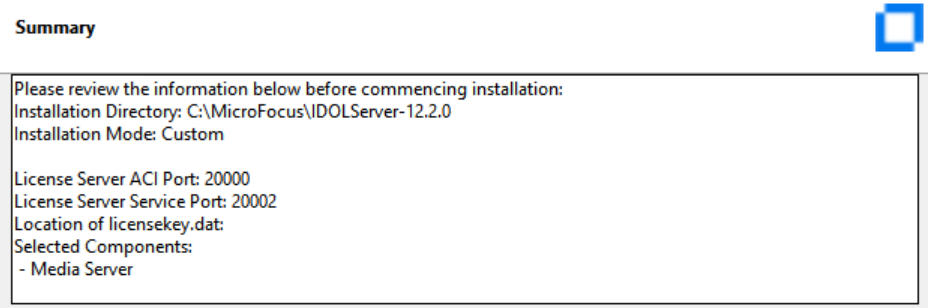 Summary
Please review the information below before commencing installation:
Installation Directory: C:\MicroFocus\IDOLServer-12.2.0
Installation Mode: Custom
License Server ACI Port: 20000
License Server Service Port: 20002
Location of licensekey.dat:
Selected Components:
- Media Server